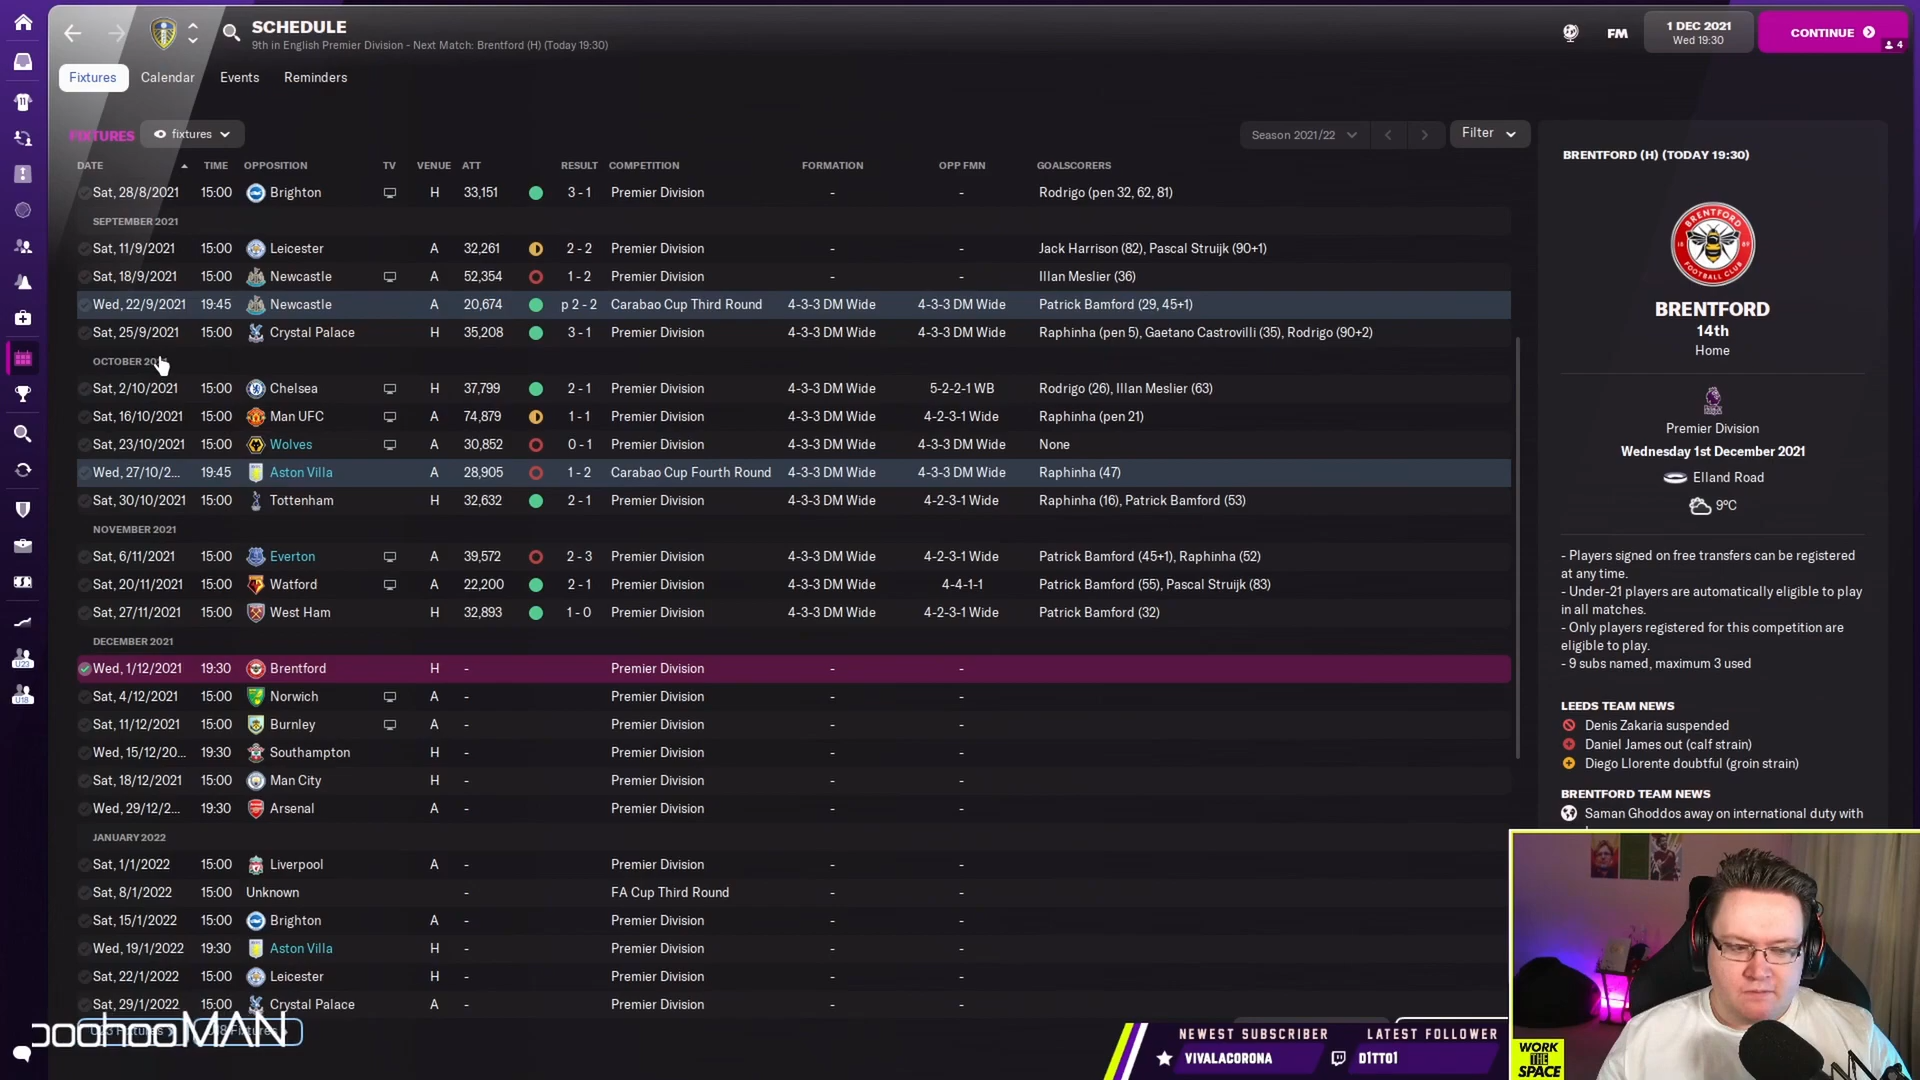 SCHEDULE
9th in English Premier Division - Next Match: Brentford (H) (Today 19:30)
FM
1 DEC 2021
Wed 19:30
CONTINUE
4
Fixtures Calendar Events Reminders
FIXTURES fixtures
Season 2021/22
Filter
DATE TIME OPPOSITION TV VENUE ATT RESULT COMPETITION FORMATION OPP FMN GOALSCORERS
Sat, 28/8/2021 15:00 Brighton H 33,151 3 - 1 Premier Division - - Rodrigo (pen 32, 62, 81)
SEPTEMBER 2021
Sat, 11/9/2021 15:00 Leicester A 32,261 2 - 2 Premier Division - - Jack Harrison (82), Pascal Struijk (90+1)
Sat, 18/9/2021 15:00 Newcastle A 52,354 1 - 2 Premier Division - - Illan Meslier (36)
Wed, 22/9/2021 19:45 Newcastle A 20,674 p 2 - 2 Carabao Cup Third Round 4-3-3 DM Wide 4-3-3 DM Wide Patrick Bamford (29, 45+1)
Sat, 25/9/2021 15:00 Crystal Palace H 35,208 3 - 1 Premier Division 4-3-3 DM Wide 4-3-3 DM Wide Raphinha (pen 5), Gaetano Castrovilli (35), Rodrigo (90+2)
OCTOBER
Sat, 2/10/2021 15:00 Chelsea H 37,799 2 - 1 Premier Division 4-3-3 DM Wide 5-2-2-1 WB Rodrigo (26), Illan Meslier (63)
Sat, 16/10/2021 15:00 Man UFC A 74,879 1 - 1 Premier Division 4-3-3 DM Wide 4-2-3-1 Wide Raphinha (pen 21)
Sat, 23/10/2021 15:00 Wolves A 30,852 0 - 1 Premier Division 4-3-3 DM Wide 4-3-3 DM Wide None
Wed, 27/10/2... 19:45 Aston Villa A 28,905 1 - 2 Carabao Cup Fourth Round 4-3-3 DM Wide 4-3-3 DM Wide Raphinha (47)
Sat, 30/10/2021 15:00 Tottenham H 32,632 2 - 1 Premier Division 4-3-3 DM Wide 4-2-3-1 Wide Raphinha (16), Patrick Bamford (53)
NOVEMBER 2021
Sat, 6/11/2021 15:00 Everton A 39,572 2 - 3 Premier Division 4-3-3 DM Wide 4-2-3-1 Wide Patrick Bamford (45+1), Raphinha (52)
Sat, 20/11/2021 15:00 Watford A 22,200 2 - 1 Premier Division 4-3-3 DM Wide 4-4-1-1 Patrick Bamford (55), Pascal Struijk (83)
Sat, 27/11/2021 15:00 West Ham H 32,893 1 - 0 Premier Division 4-3-3 DM Wide 4-2-3-1 Wide Patrick Bamford (32)
DECEMBER 2021
Wed, 1/12/2021 19:30 Brentford H - Premier Division - -
Sat, 4/12/2021 15:00 Norwich A - Premier Division - -
Sat, 11/12/2021 15:00 Burnley A - Premier Division - -
Wed, 15/12/20... 19:30 Southampton H - Premier Division - -
Sat, 18/12/2021 15:00 Man City H - Premier Division - -
Wed, 29/12/2... 19:30 Arsenal A - Premier Division - -
JANUARY 2022
Sat, 1/1/2022 15:00 Liverpool A - Premier Division - -
Sat, 8/1/2022 15:00 Unknown - FA Cup Third Round - -
Sat, 15/1/2022 15:00 Brighton A - Premier Division - -
Wed, 19/1/2022 19:30 Aston Villa H - Premier Division - -
Sat, 22/1/2022 15:00 Leicester H - Premier Division - -
Sat, 29/1/2022 15:00 Crystal Palace A - Premier Division - -
BRENTFORD (H) (TODAY 19:30)
BRENTFORD
FOOTBALL CLUB
BRENTFORD
14th
Home
Premier Division
Wednesday 1st December 2021
Elland Road
9ºC
- Players signed on free transfers can be registered
at any time.
- Under-21 players are automatically eligible to play
in all matches.
- Only players registered for this competition are
eligible to play.
- 9 subs named, maximum 3 used
LEEDS TEAM NEWS
Denis Zakaria suspended
Daniel James out (calf strain)
Diego Llorente doubtful (groin strain)
BRENTFORD TEAM NEWS
Saman Ghoddos away on international duty with
U23
U18
oohooMAN
NEWEST SUBSCRIBER
VIVALACORONA
LATEST FOLLOWER
D1TTO1
WORK
THE
SPACE